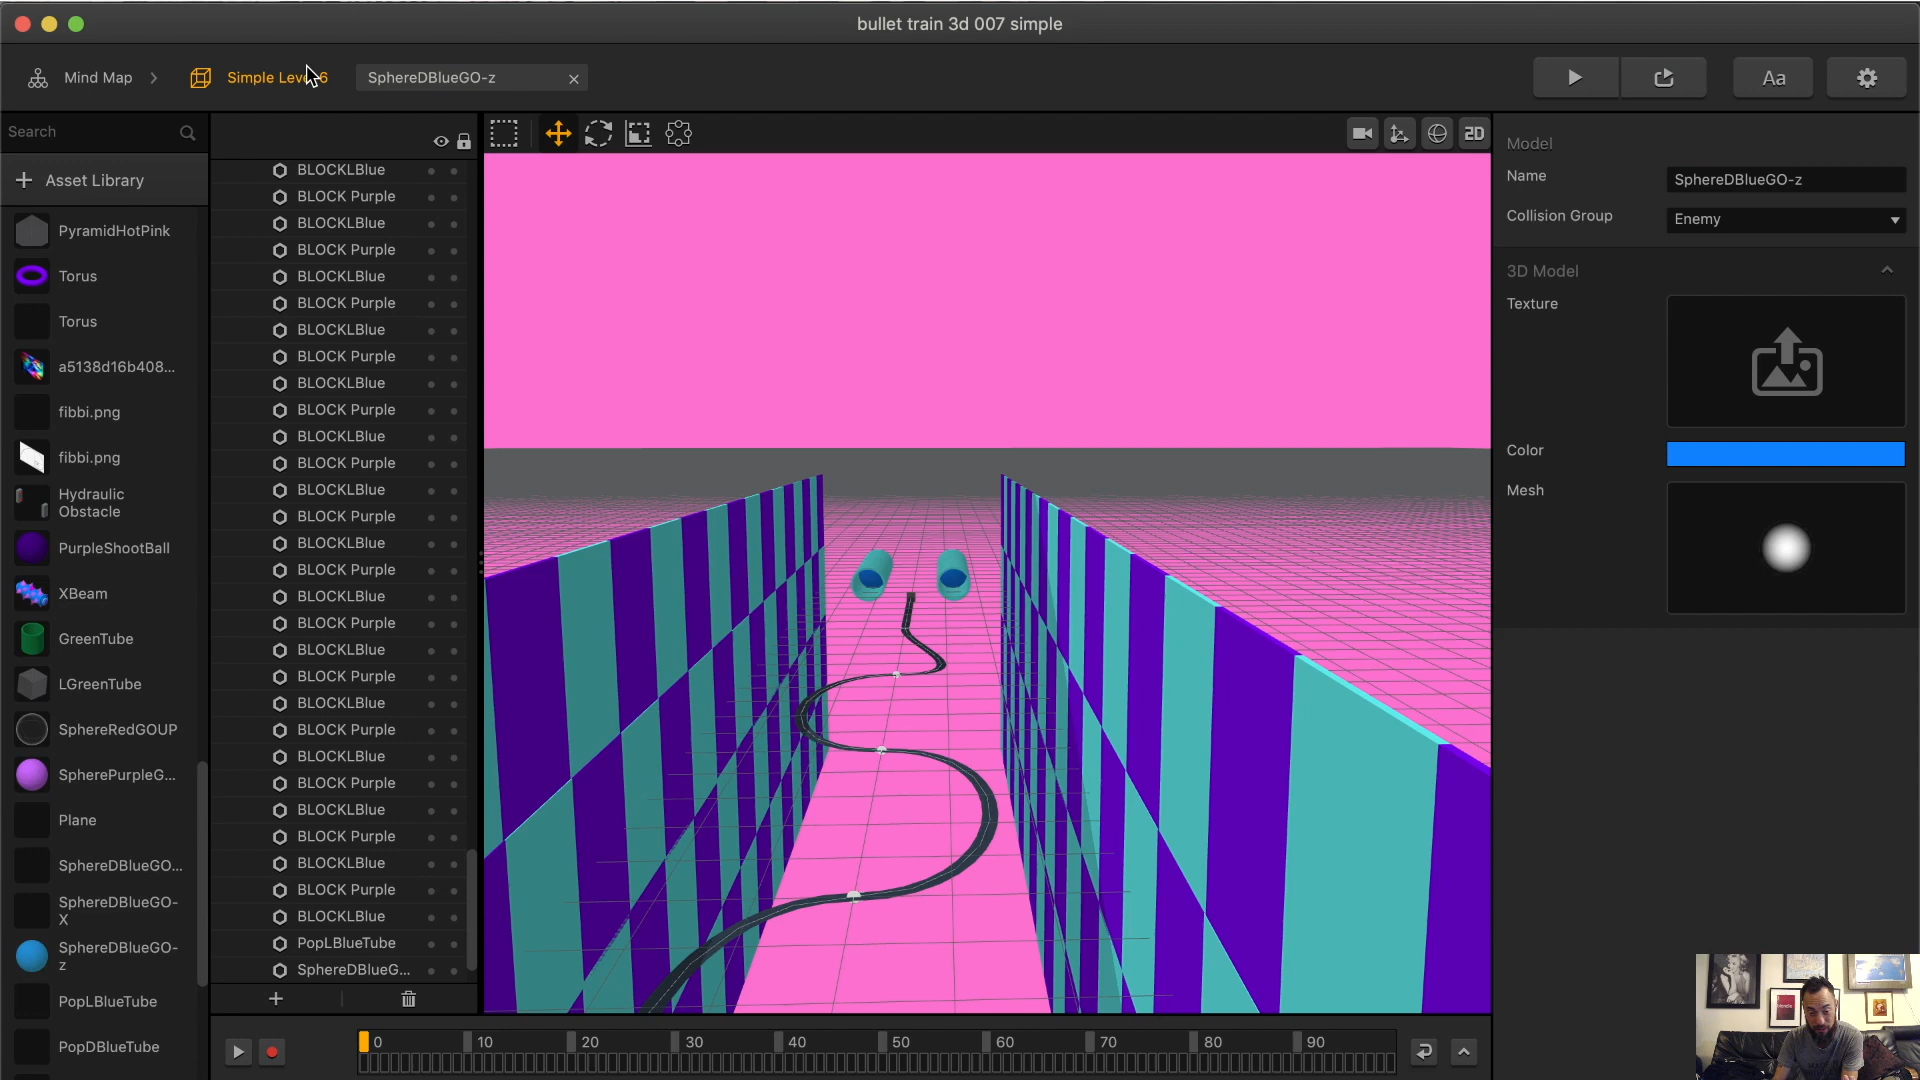 bullet train 3d 007 simple
Mind Map
Simple Level 6
SphereDBlueGO-z
Aa
Search
Asset Library
PyramidHotPink
Torus
Torus
a5138d16b408...
fibbi.png
fibbi.png
Hydraulic
Obstacle
PurpleShootBall
XBeam
GreenTube
LGreenTube
SphereRedGOUP
SpherePurpleG...
Plane
SphereDBlueGO...
SphereDBlueGO-
X
SphereDBlueGO-
z
PopLBlueTube
PopDBlueTube
BLOCKLBlue
BLOCK Purple
BLOCKLBlue
BLOCK Purple
BLOCKLBlue
BLOCK Purple
BLOCKLBlue
BLOCK Purple
BLOCKLBlue
BLOCK Purple
BLOCKLBlue
BLOCK Purple
BLOCKLBlue
BLOCK Purple
BLOCKLBlue
BLOCK Purple
BLOCKLBlue
BLOCK Purple
BLOCKLBlue
BLOCK Purple
BLOCKLBlue
BLOCK Purple
BLOCKLBlue
BLOCK Purple
BLOCKLBlue
BLOCK Purple
BLOCKLBlue
BLOCK Purple
BLOCKLBlue
PopLBlueTube
SphereDBlueG...
2D
Model
Name
SphereDBlueGO-z
Collision Group
Enemy
3D Model
Texture
Color
Mesh
0 10 20 30 40 50 60 70 80 90